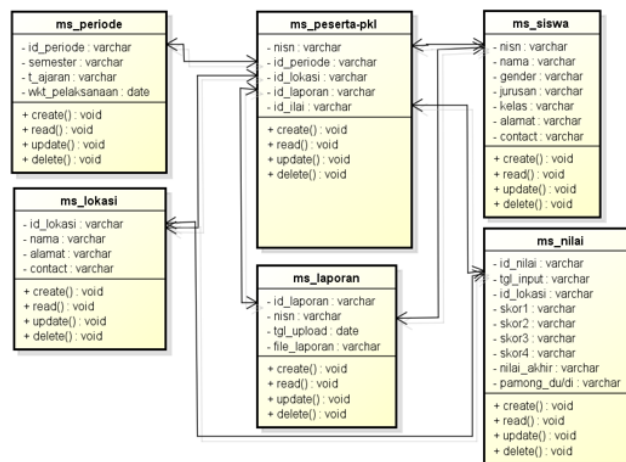 ms_periode
- id_periode : varchar
- semester : varchar
- t_ajaran : varchar
- wkt_pelaksanaan : date
+ create() : void
+ read() : void
+ update() : void
+ delete() : void
ms_peserta-pkl
- nisn : varchar
- id_periode : varchar
- id_lokasi : varchar
- id_laporan : varchar
- id_ilai : varchar
+ create() : void
+ read() : void
+ update() : void
+ delete() : void
ms_siswa
- nisn : varchar
- nama : varchar
- gender : varchar
- jurusan : varchar
- kelas : varchar
- alamat : varchar
- contact : varchar
+ create() : void
+ read() : void
+ update() : void
+ delete() : void
ms_lokasi
- id_lokasi : varchar
- nama : varchar
- alamat : varchar
- contact : varchar
+ create() : void
+ read() : void
+ update() : void
+ delete() : void
ms_laporan
- id_laporan : varchar
- nisn : varchar
- tgl_upload : date
- file_laporan : varchar
+ create() : void
+ read() : void
+ update() : void
+ delete() : void
ms_nilai
- id_nilai : varchar
- tgl_input : varchar
- id_lokasi : varchar
- skor1 : varchar
- skor2 : varchar
- skor3 : varchar
- skor4 : varchar
- nilai_akhir : varchar
- pamong_du/di : varchar
+ create() : void
+ read() : void
+ update() : void
+ delete() : void